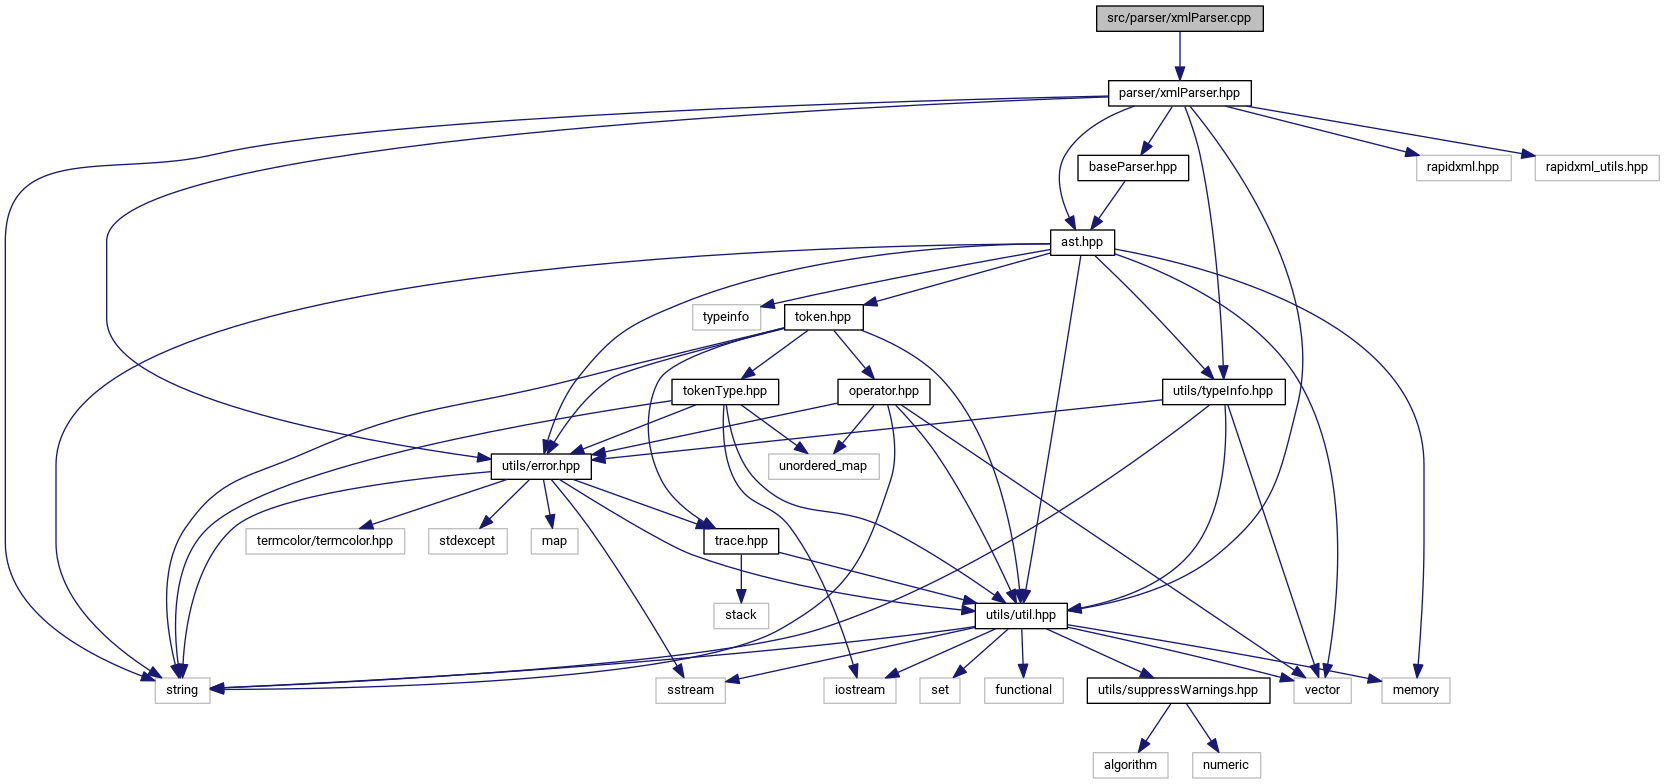 src/parser/xmlParser.cpp
parser/xmlParser.hpp
baseParser.hpp
rapidxml.hpp
rapidxml_utils.hpp
ast.hpp
typeinfo
token.hpp
tokenType.hpp
operator.hpp
utils/typeInfo.hpp
utils/error.hpp
unordered_map
termcolor/termcolor.hpp
stdexcept
map
trace.hpp
stack
utils/util.hpp
string
sstream
iostream
set
functional
utils/suppressWarnings.hpp
vector
memory
algorithm
numeric